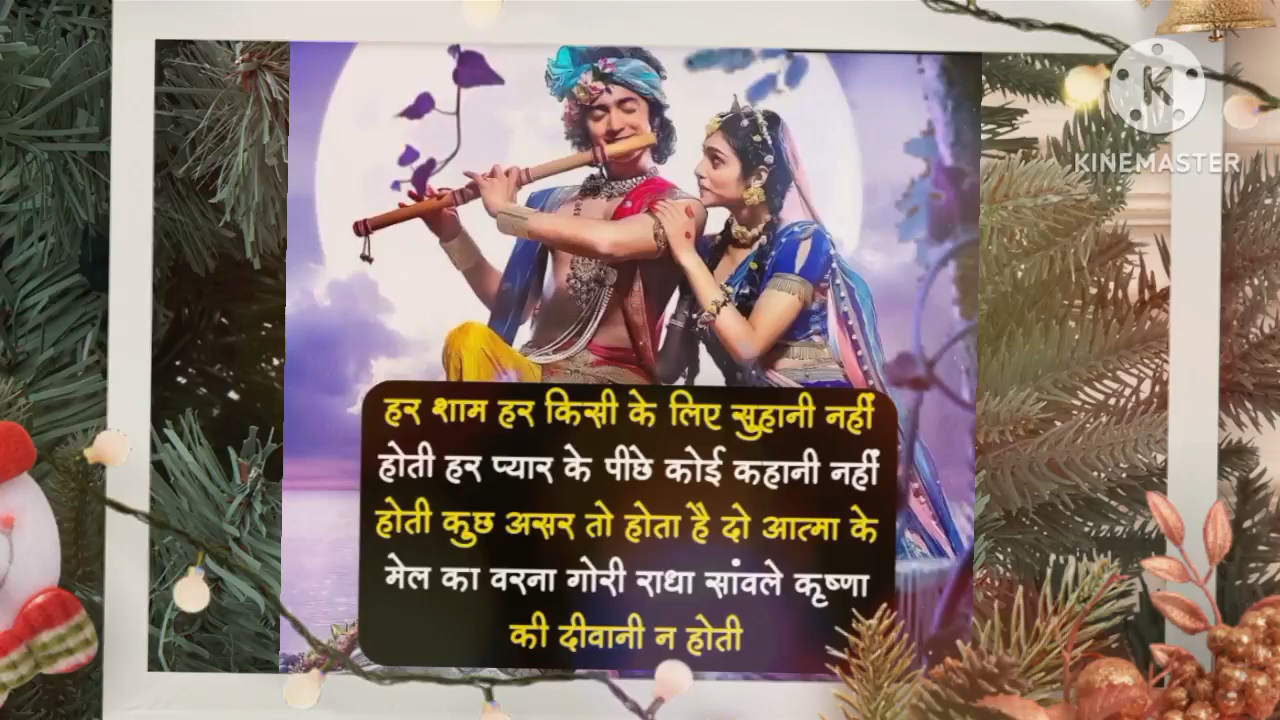 KINEMASTER
हर शाम हर किसी के लिए सुहानी नहीं
होती हर प्यार के पीछे कोई कहानी नहीं
होती कुछ असर तो होता है दो आत्मा के
मेल का वरना गोरी राधा सांवले कृष्णा
की दीवानी न होती